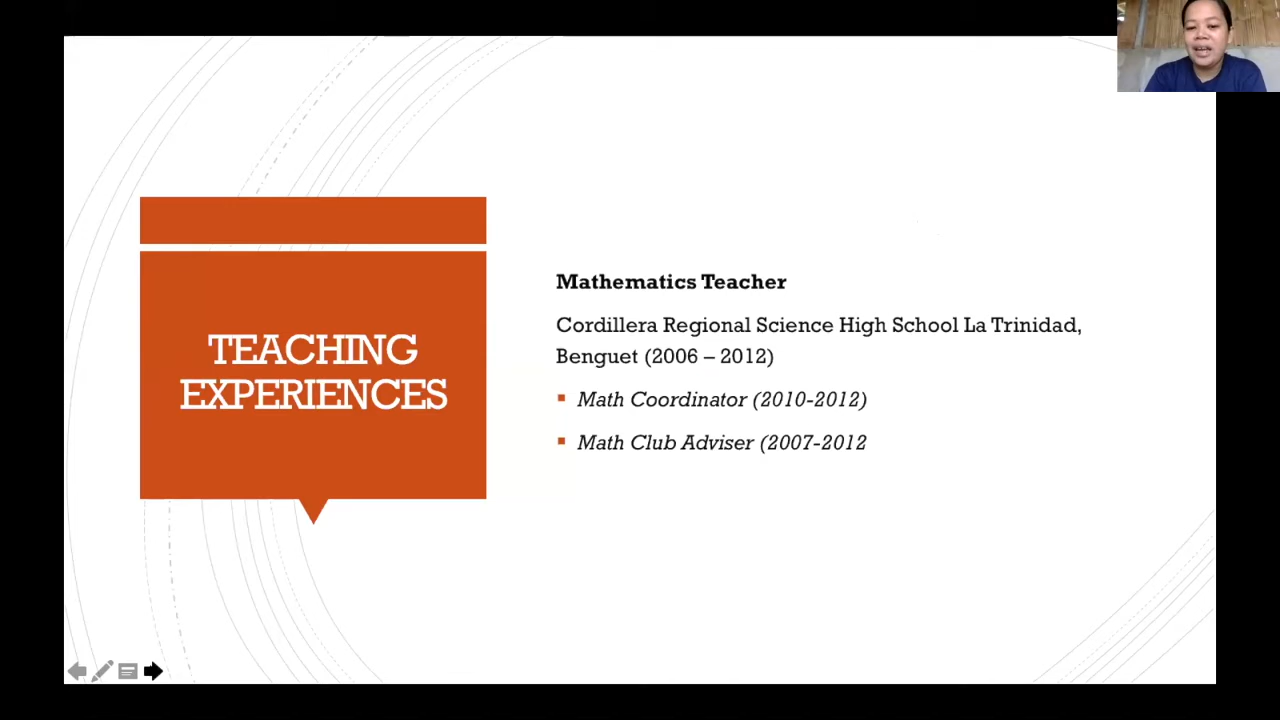 TEACHING
EXPERIENCES
Mathematics Teacher
Cordillera Regional Science High School La Trinidad,
Benguet (2006 – 2012)
Math Coordinator (2010-2012)
Math Club Adviser (2007-2012